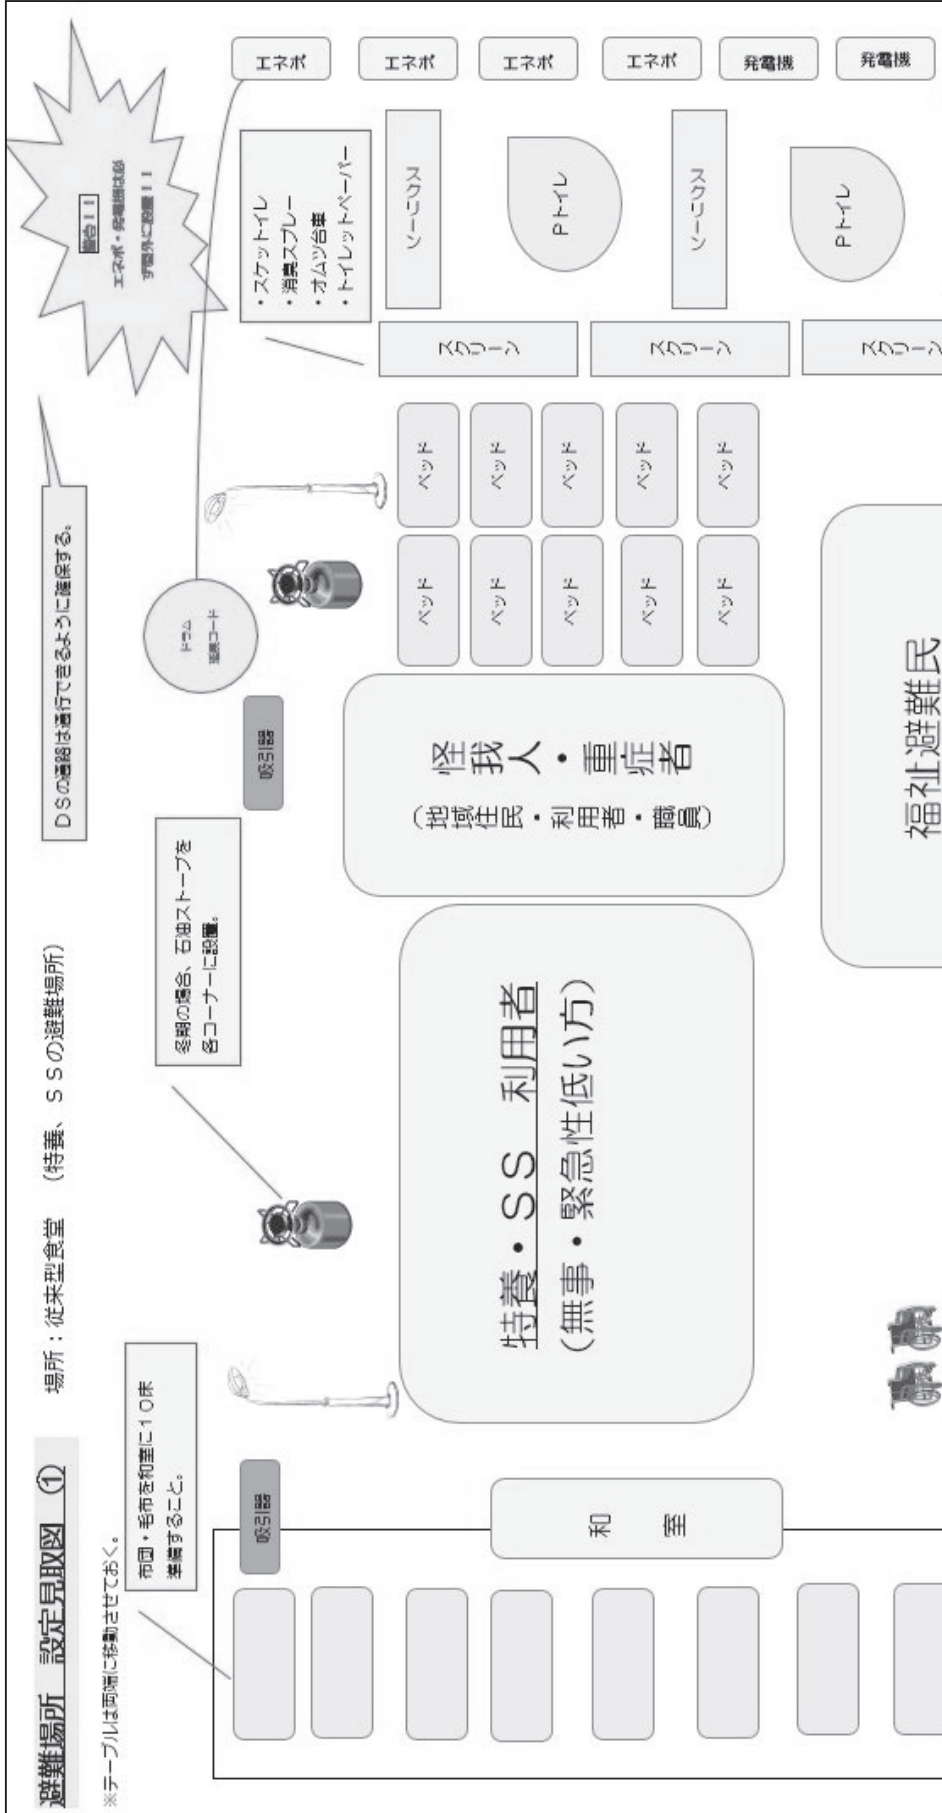 避難場所 設定見取図 ①
場所：従来型食堂 （特養、ＳＳの避難場所）
※テーブルは両端に移動させておく。
ＤＳの通路は通行できるように確保する。
エネポ・発電機は必
ず屋外に設置！！
布団・毛布を和室に１０床
準備すること。
冬期の場合、石油ストーブを
各コーナーに設置。
ドラム
延長コード
・スケットイレ
・消臭スプレー
・オムツ台車
・トイレットペーパー
エネポ
エネポ
エネポ
エネポ
発電機
発電機
吸引器
吸引器
スクリーン
スクリーン
Ｐトイレ
Ｐトイレ
スクリーン
スクリーン
スクリーン
ベッド
ベッド
ベッド
ベッド
ベッド
ベッド
ベッド
ベッド
ベッド
ベッド
怪我人・重症者
（地域住民・利用者・職員）
特養・ＳＳ 利用者
（無事・緊急性低い方）
和 室
福祉避難民